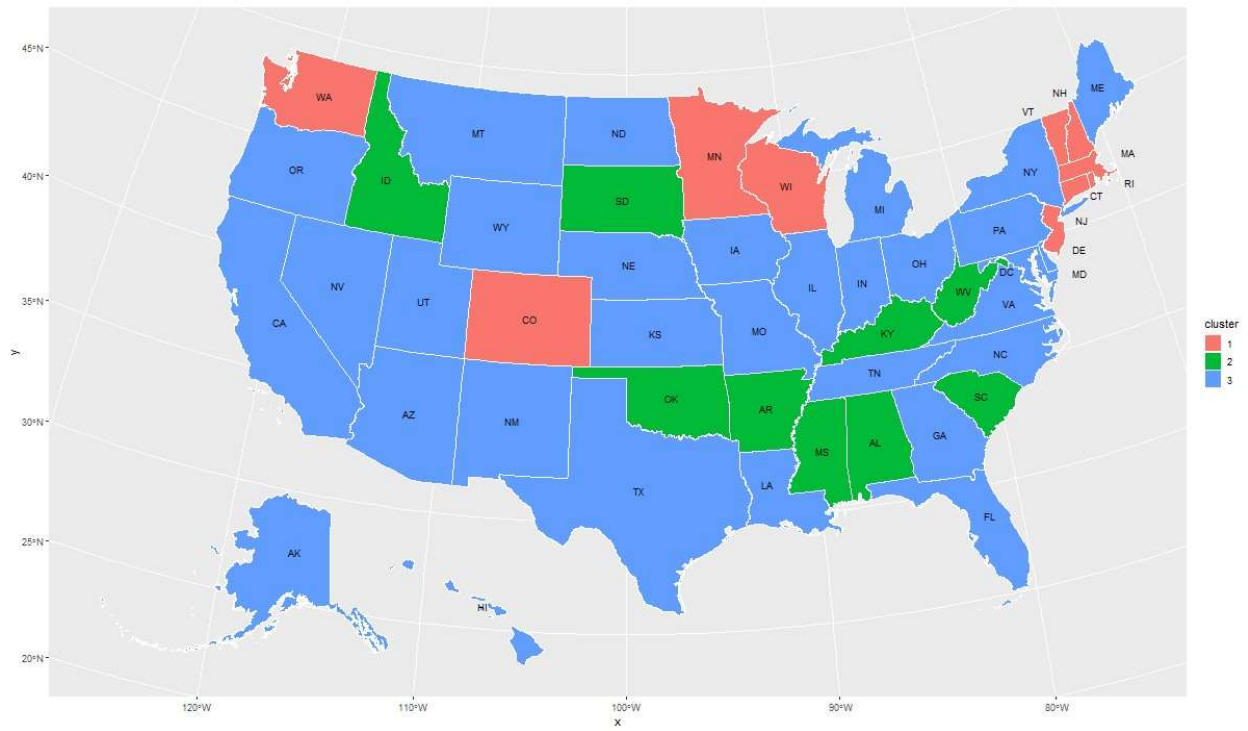 45°N
40°N
35°N
30°N
25°N
20°N
y
WA
MT
ND
MN
ME
NH
VT
MA
RI
CT
OR
ID
SD
WI
NY
MI
NJ
WY
IA
PA
DE
MD
NE
OH
DC
NV
UT
IL
IN
WV
VA
CA
CO
KS
MO
KY
NC
TN
AZ
NM
OK
AR
SC
MS
AL
GA
TX
LA
FL
AK
HI
120°W
110°W
100°W
90°W
80°W
x
cluster
1
2
3